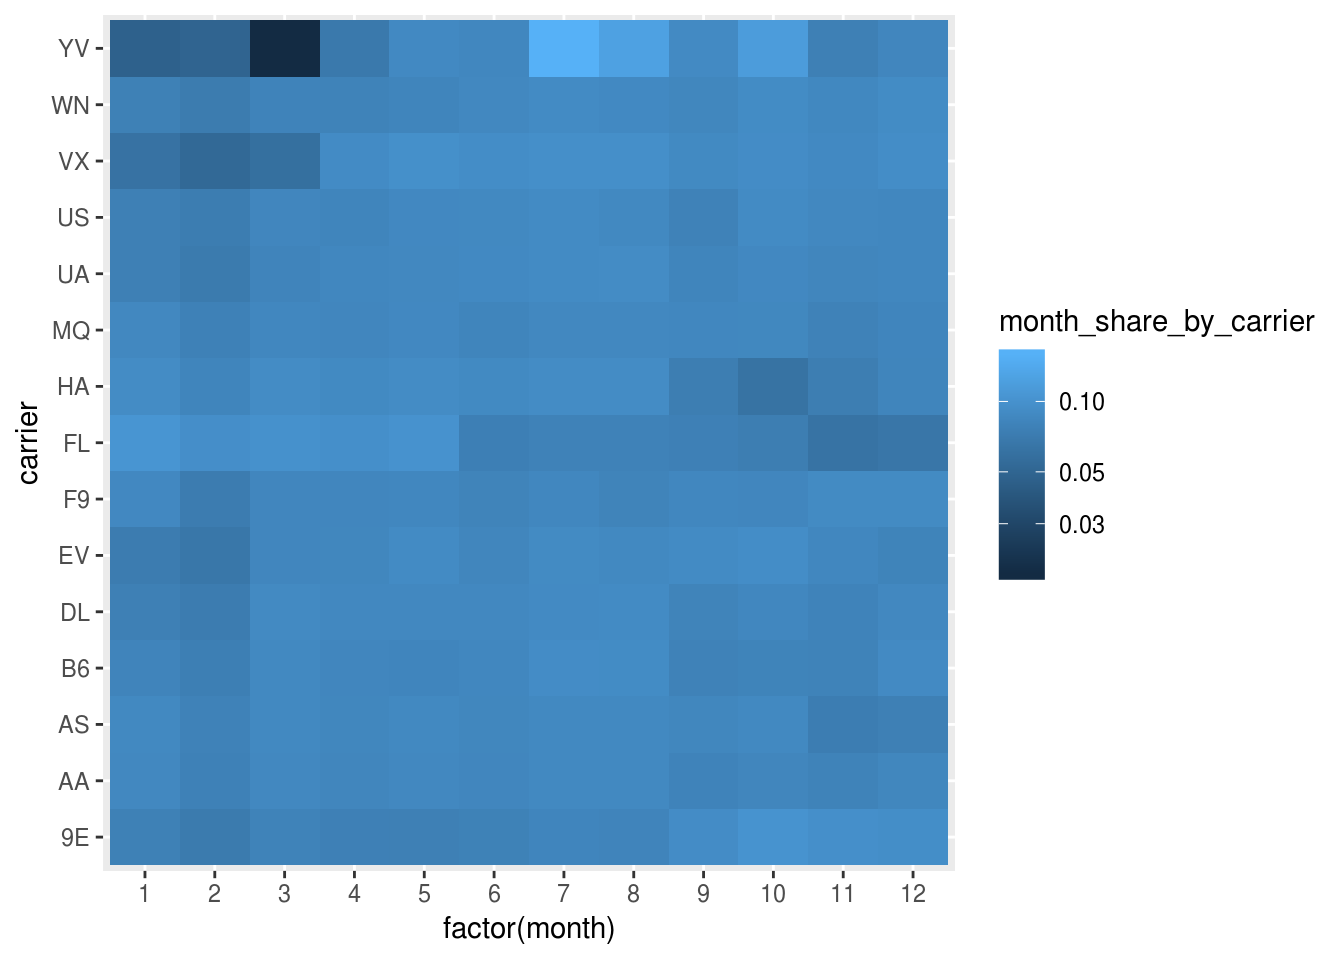 YV
WN
VX
US
UA
MQ
HA
FL
F9
EV
DL
B6
AS
AA
9E
carrier
1 2 3 4 5 6 7 8 9 10 11 12
factor(month)
month_share_by_carrier
0.10
0.05
0.03